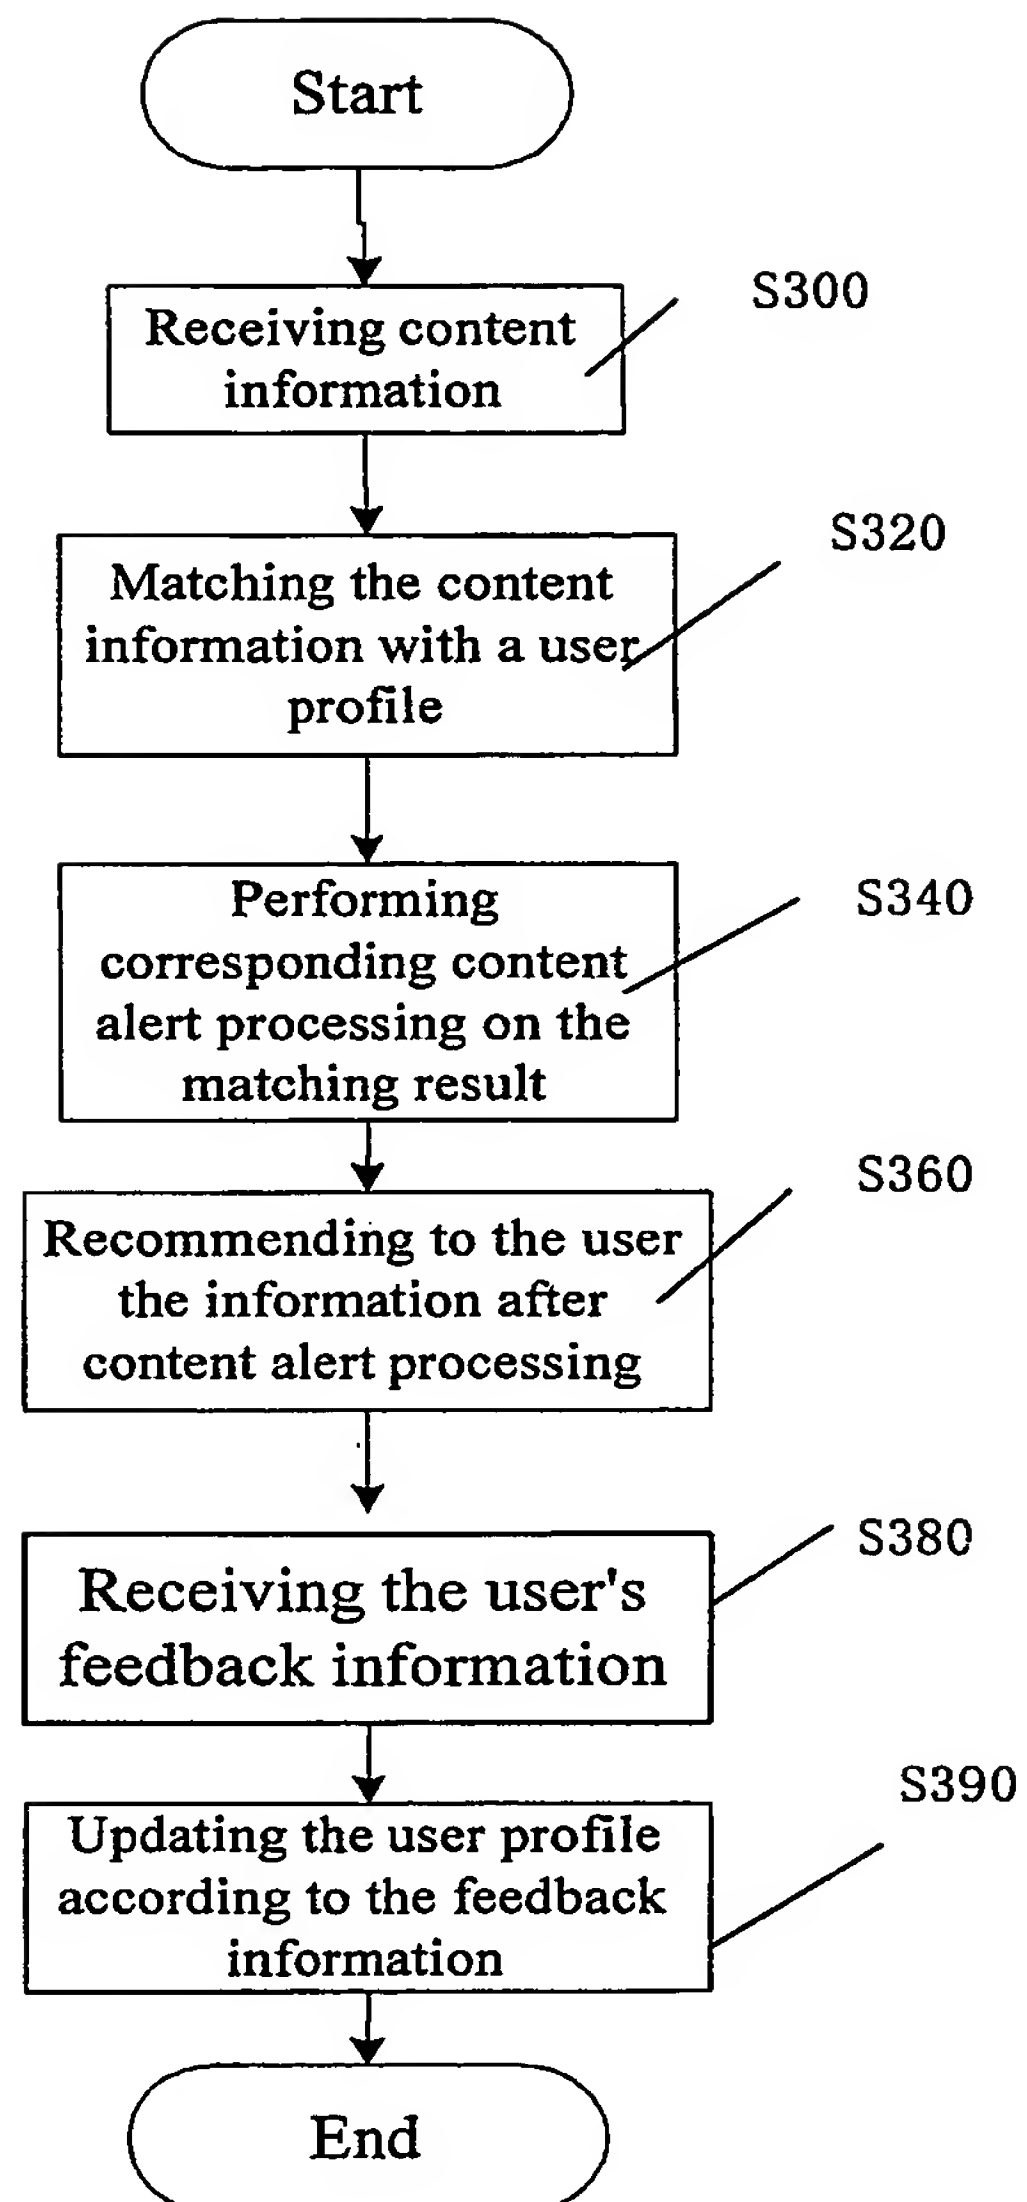 Start
S300
Receiving content
information
S320
Matching the content
information with a user
profile
S340
Performing
corresponding content
alert processing on the
matching result
S360
Recommending to the user
the information after
content alert processing
S380
Receiving the user's
feedback information
S390
Updating the user profile
according to the feedback
information
End